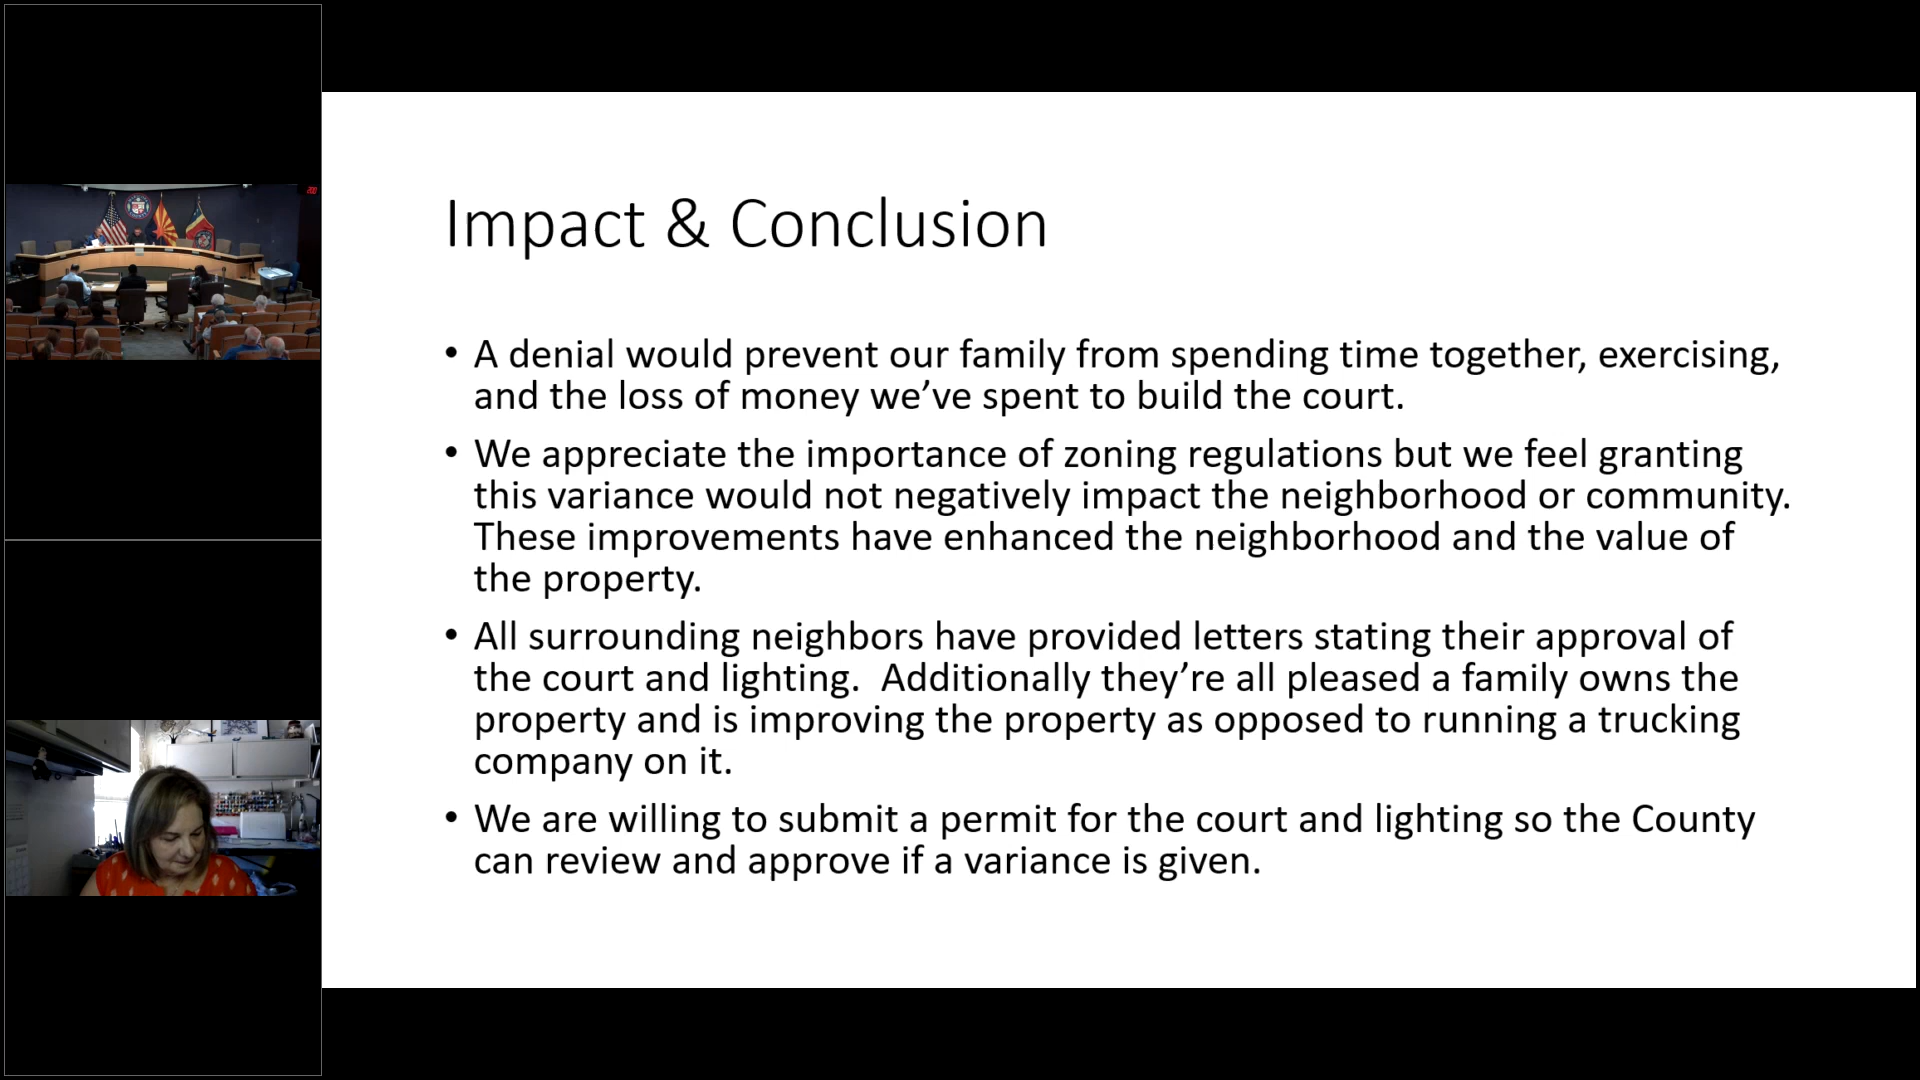 Impact & Conclusion
• A denial would prevent our family from spending time together, exercising,
and the loss of money we’ve spent to build the court.
• We appreciate the importance of zoning regulations but we feel granting
this variance would not negatively impact the neighborhood or community.
These improvements have enhanced the neighborhood and the value of
the property.
• All surrounding neighbors have provided letters stating their approval of
the court and lighting.  Additionally they’re all pleased a family owns the
property and is improving the property as opposed to running a trucking
company on it.
• We are willing to submit a permit for the court and lighting so the County
can review and approve if a variance is given.